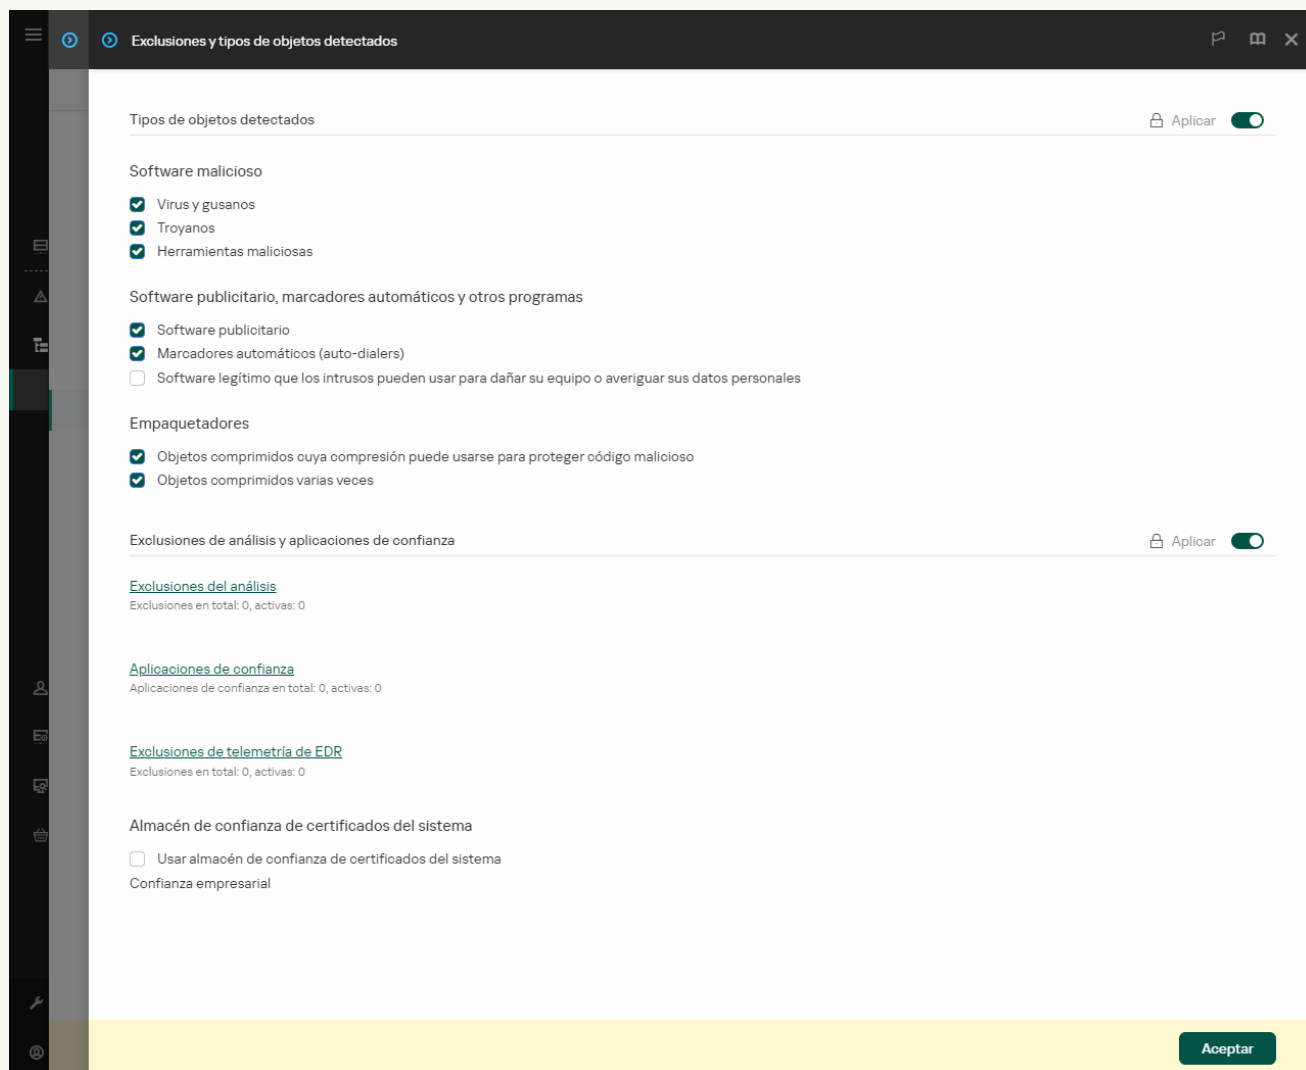 Exclusiones y tipos de objetos detectados
Tipos de objetos detectados
Aplicar
Software malicioso
Virus y gusanos
Troyanos
Herramientas maliciosas
Software publicitario, marcadores automáticos y otros programas
Software publicitario
Marcadores automáticos (auto-dialers)
Software legítimo que los intrusos pueden usar para dañar su equipo o averiguar sus datos personales
Empaquetadores
Objetos comprimidos cuya compresión puede usarse para proteger código malicioso
Objetos comprimidos varias veces
Exclusiones de análisis y aplicaciones de confianza
Aplicar
Exclusiones del análisis
Exclusiones en total: 0, activas: 0
Aplicaciones de confianza
Aplicaciones de confianza en total: 0, activas: 0
Exclusiones de telemetría de EDR
Exclusiones en total: 0, activas: 0
Almacén de confianza de certificados del sistema
Usar almacén de confianza de certificados del sistema
Confianza empresarial
Aceptar